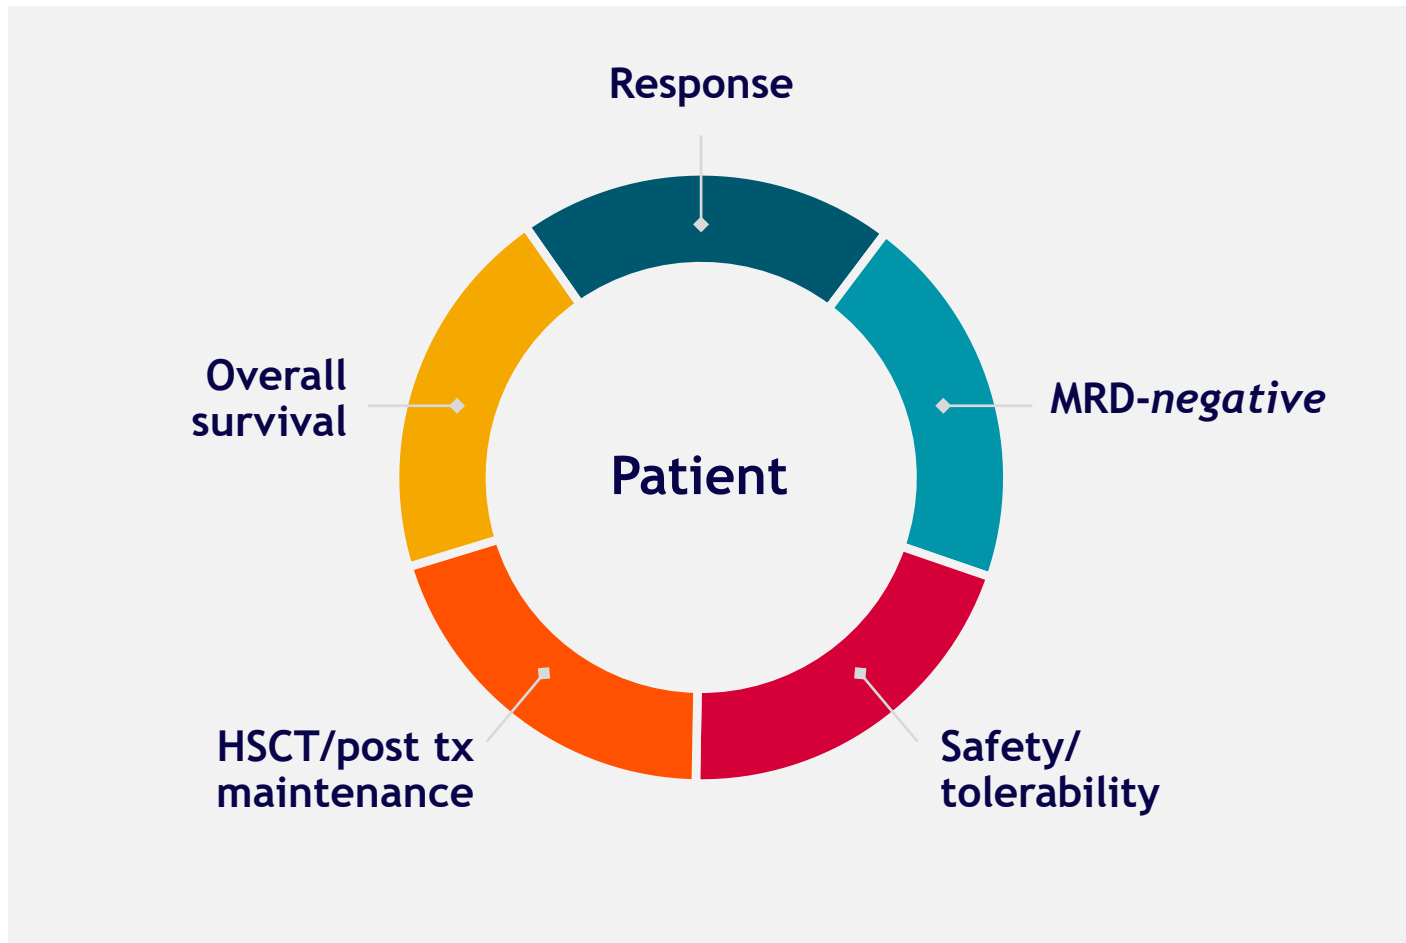 Response
Overall
survival
MRD-negative
Patient
HSCT/post tx
maintenance
Safety/
tolerability